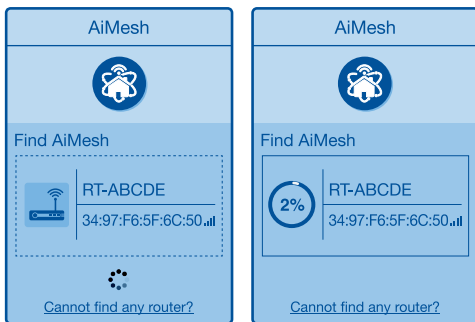 AiMesh
Find AiMesh
RT-ABCDE
34:97:F6:5F:6C:50
Cannot find any router?
AiMesh
Find AiMesh
2%
RT-ABCDE
34:97:F6:5F:6C:50
Cannot find any router?